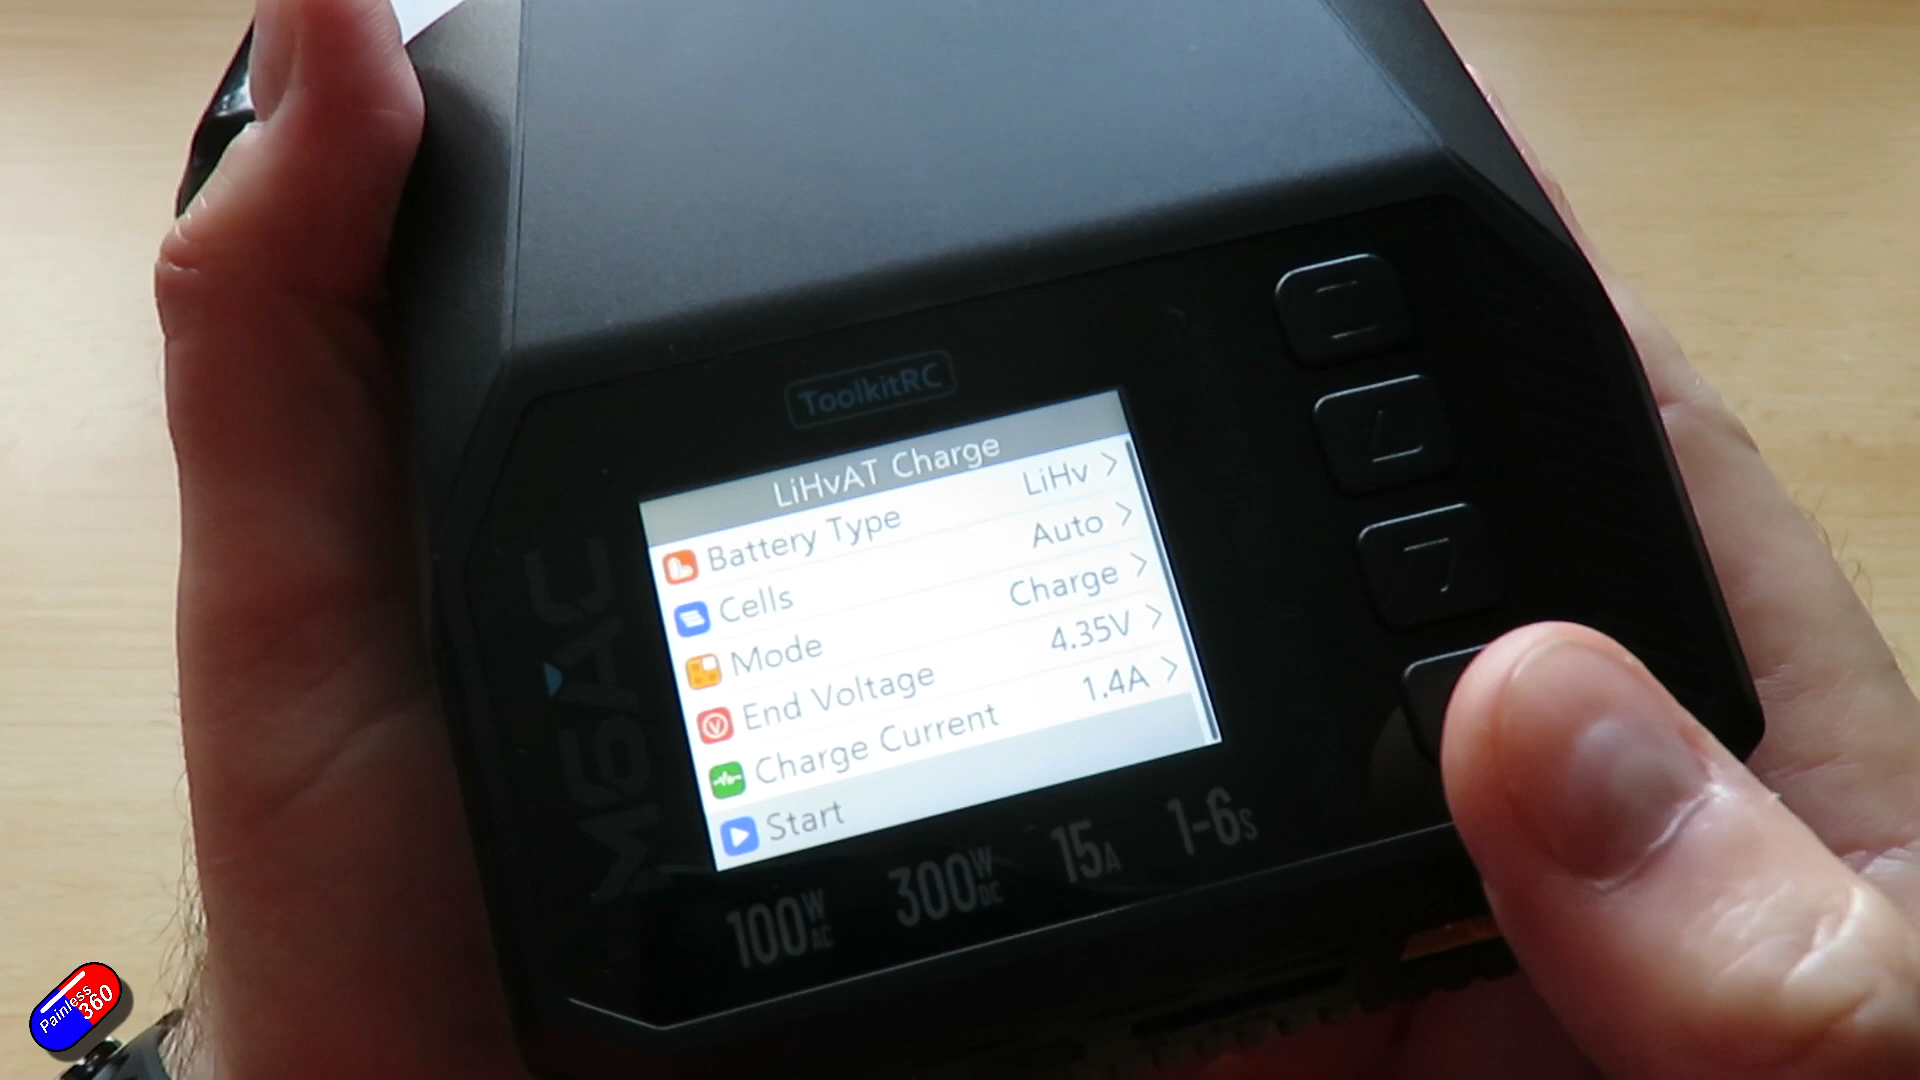 ToolkitRC
LiHvAT Charge
Battery Type LiHv >
Cells Auto >
Mode Charge >
End Voltage 4.35V >
Charge Current 1.4A >
Start
M6AC
100W AC 300W DC 15A 1-6S
Painless
360